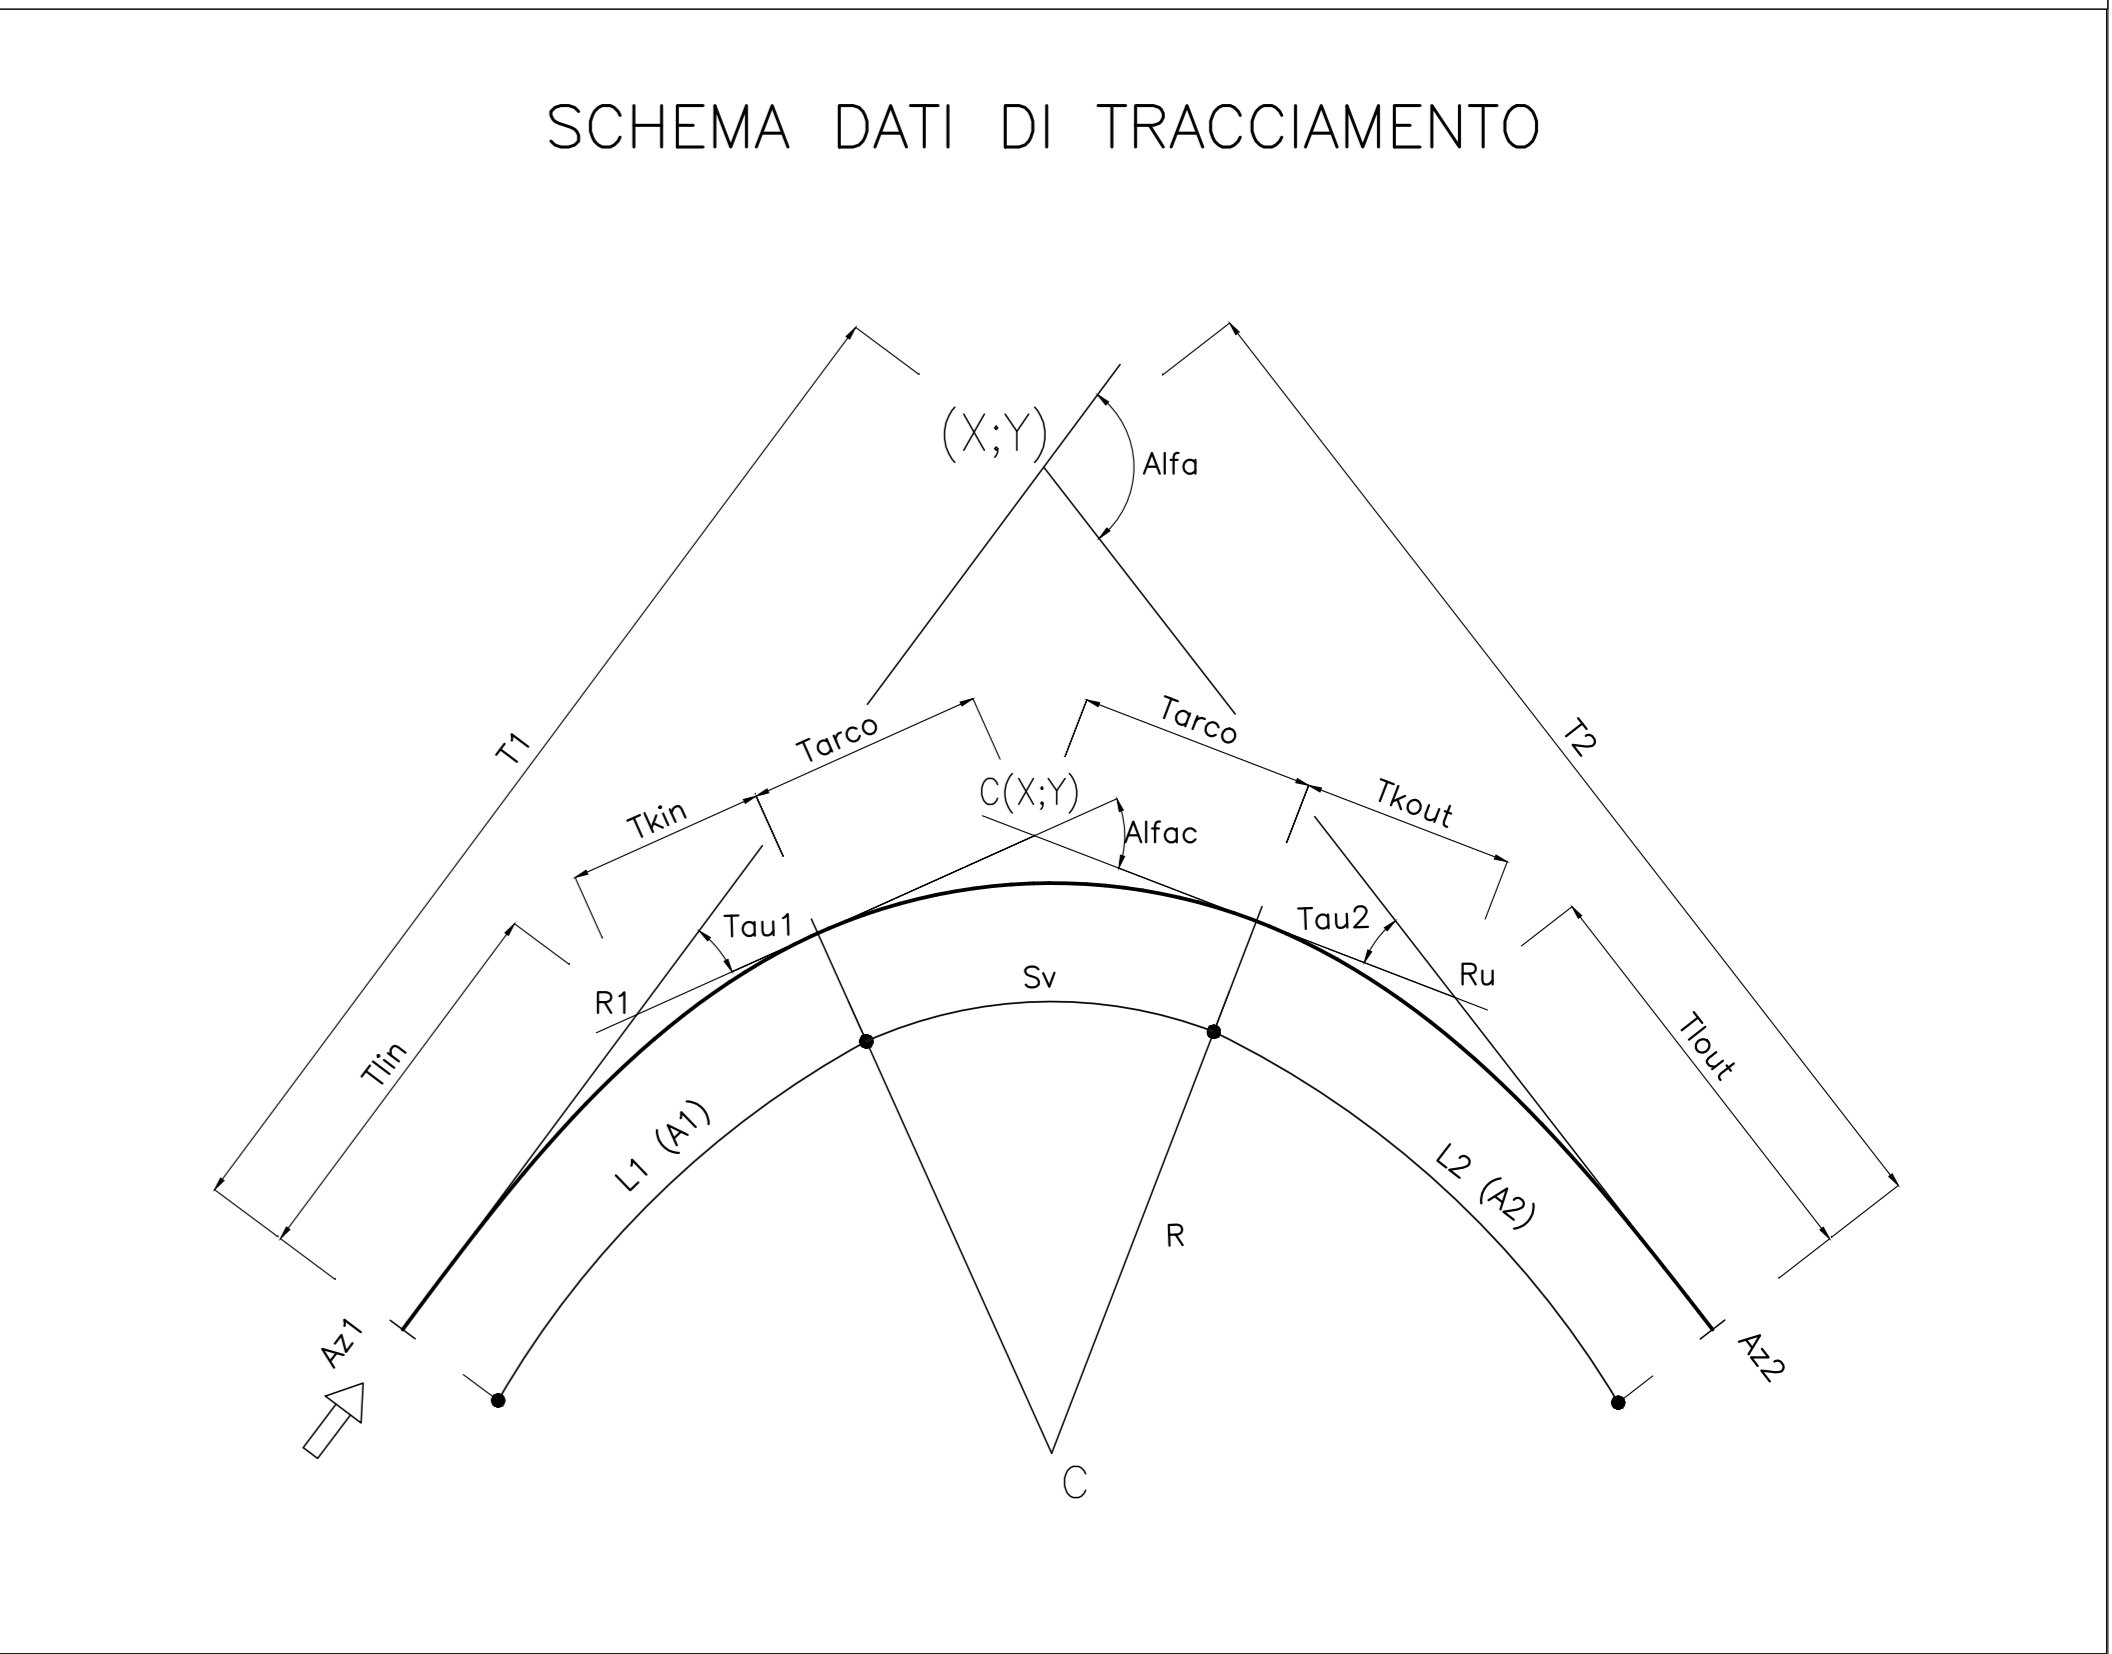 SCHEMA DATI DI TRACCIAMENTO
(X;Y)
Alfa
T1
T2
Tarco
Tarco
C(X;Y)
Tkin
Tkout
Alfac
Tau1
Tau2
R1
Ru
Sv
Tlin
Tlout
L1 (A1)
L2 (A2)
R
Az1
Az2
C